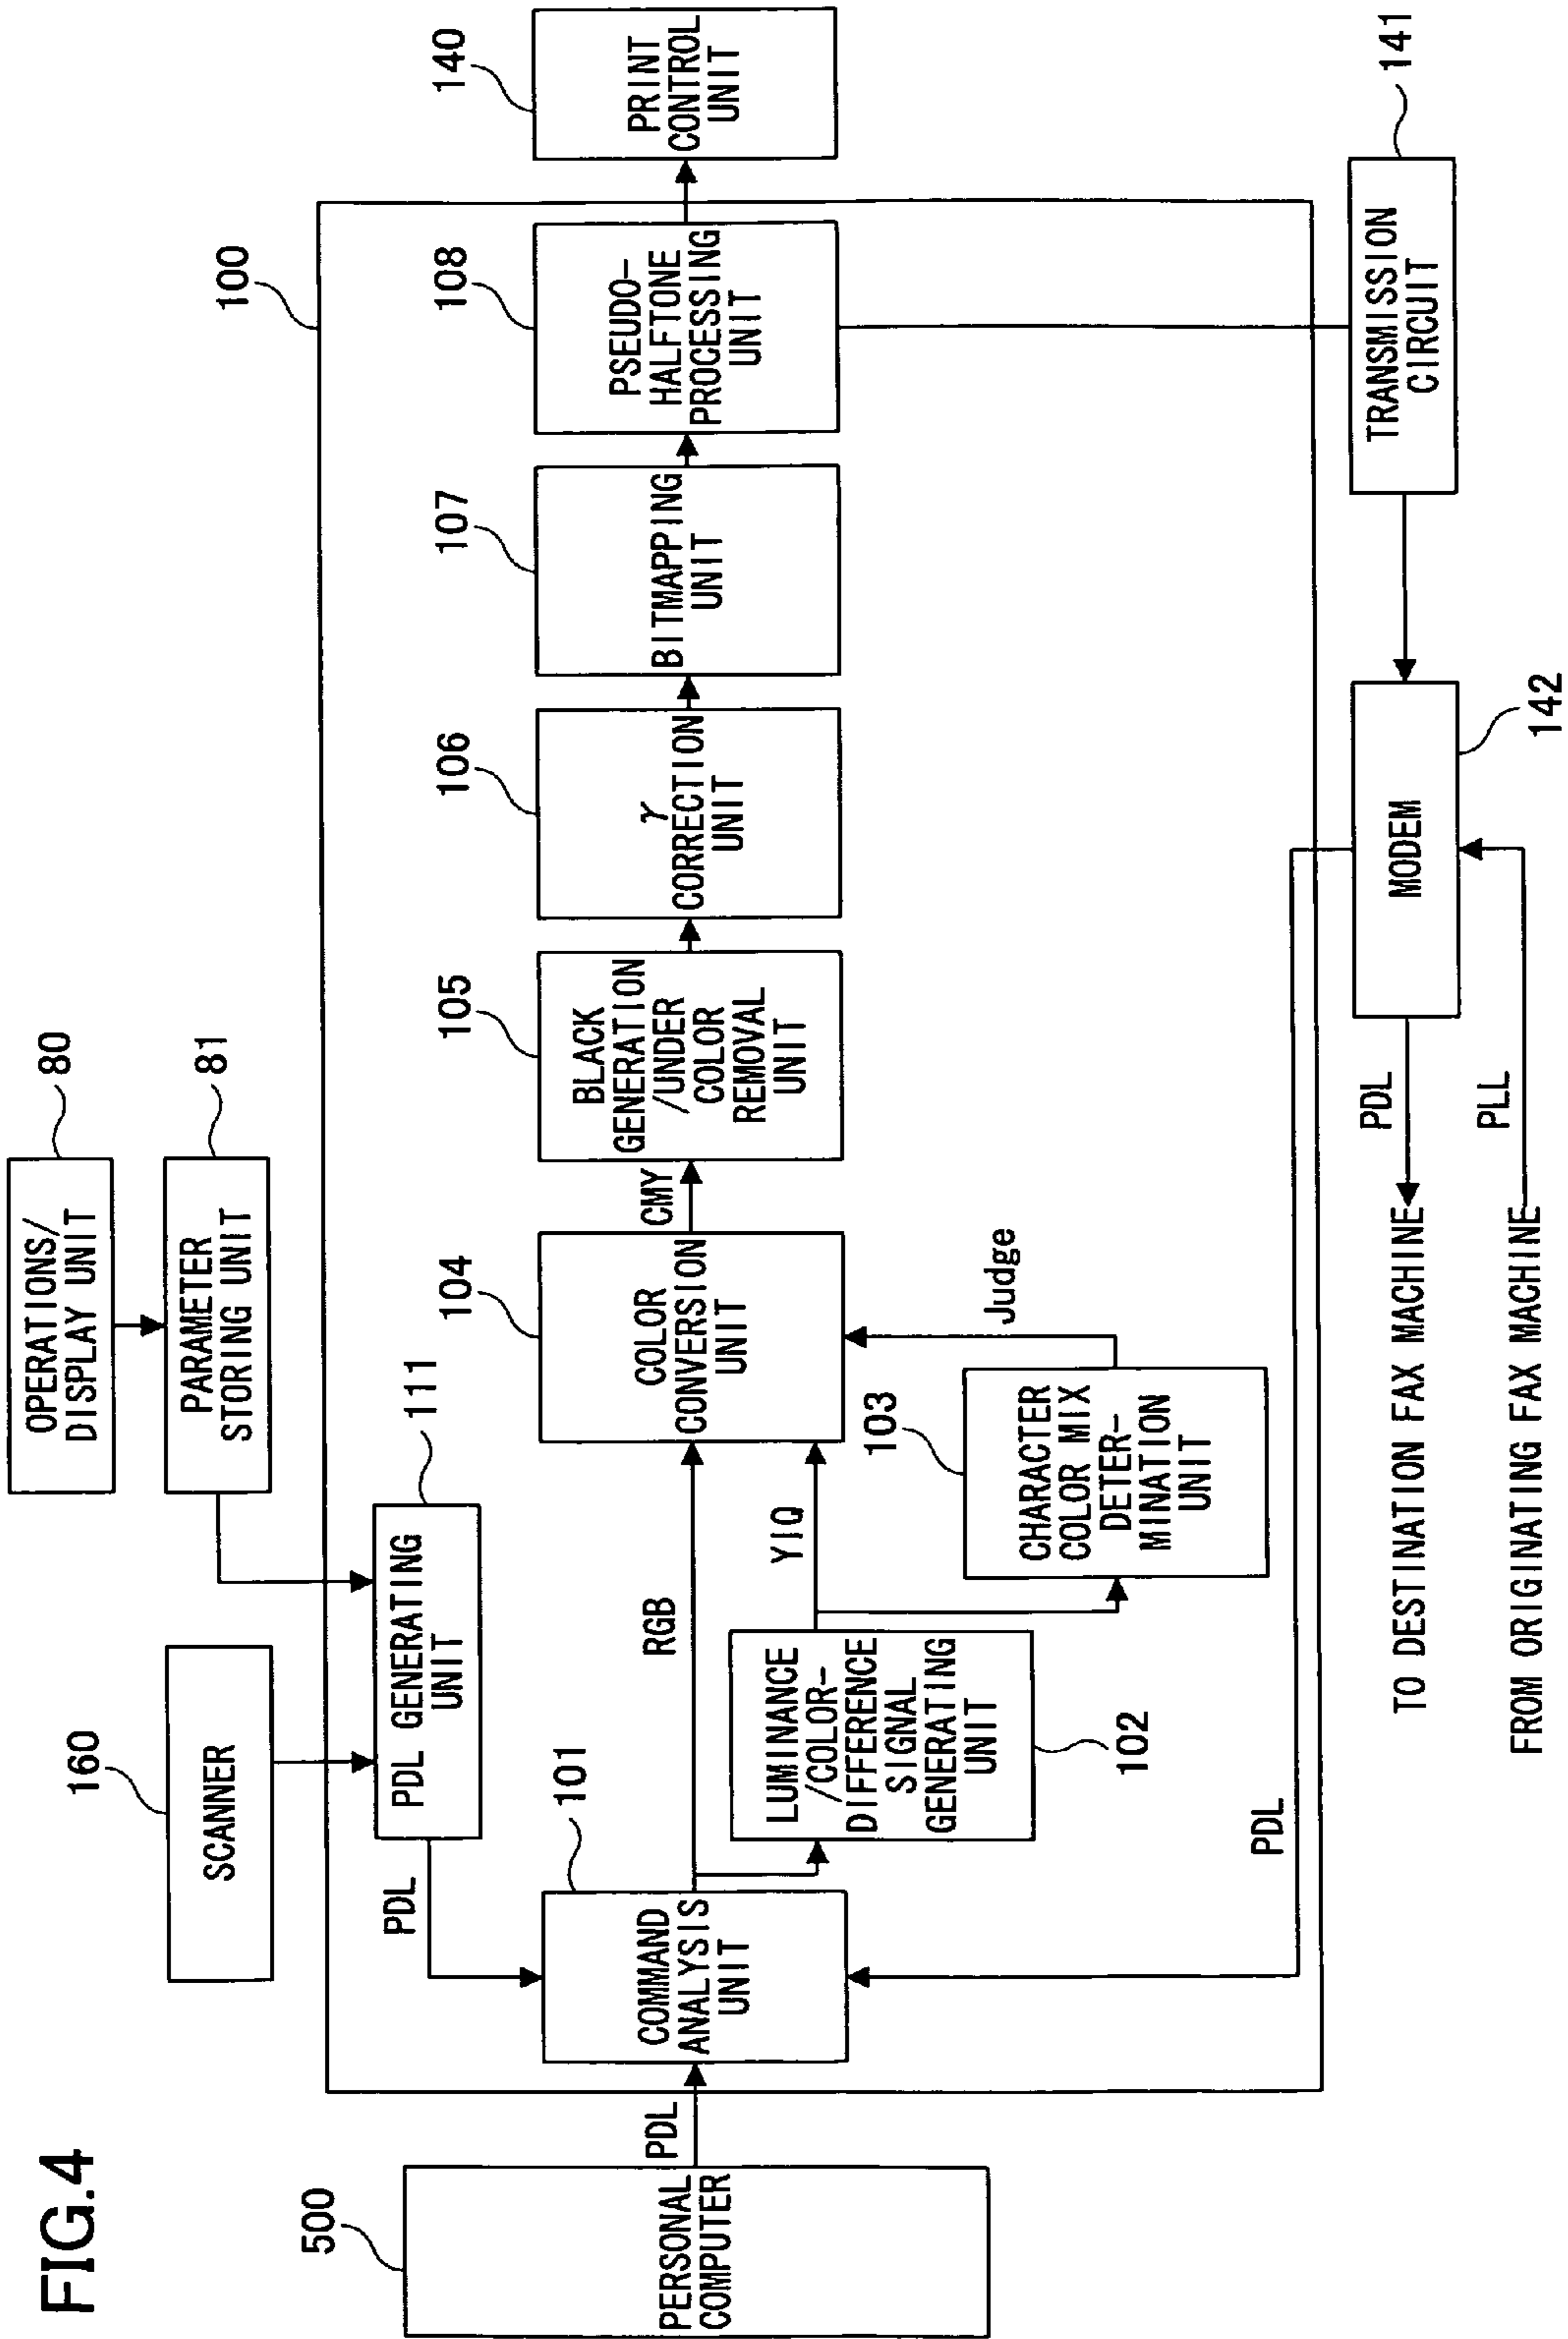 FIG.4
OPERATIONS/
DISPLAY UNIT
80
PARAMETER
STORING UNIT
81
160
SCANNER
100
PDL GENERATING
UNIT
111
PDL
500
PERSONAL
COMPUTER
PDL
101
COMMAND
ANALYSIS
UNIT
RGB
LUMINANCE
/COLOR-
DIFFERENCE
SIGNAL
GENERATING
UNIT
102
YIQ
103
CHARACTER
COLOR MIX
DETER-
MINATION
UNIT
Judge
104
COLOR
CONVERSION
UNIT
CMY
105
BLACK
GENERATION
/UNDER
COLOR
REMOVAL
UNIT
106
γ
CORRECTION
UNIT
107
BITMAPPING
UNIT
108
PSEUDO-
HALFTONE
PROCESSING
UNIT
140
PRINT
CONTROL
UNIT
PDL
141
TRANSMISSION
CIRCUIT
MODEM
142
TO DESTINATION FAX MACHINE
PDL
FROM ORIGINATING FAX MACHINE
PLL